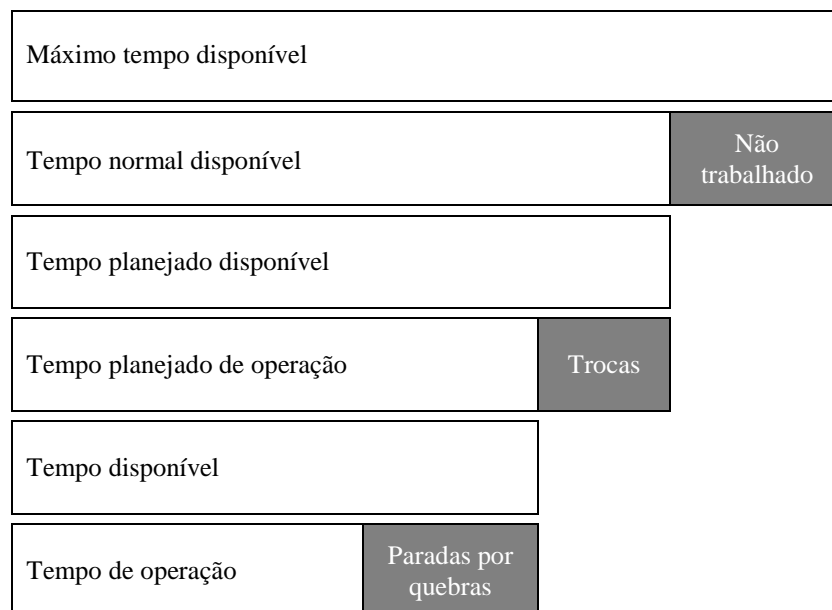 Máximo tempo disponível
Tempo normal disponível
Não
trabalhado
Tempo planejado disponível
Tempo planejado de operação
Trocas
Tempo disponível
Tempo de operação
Paradas por
quebras